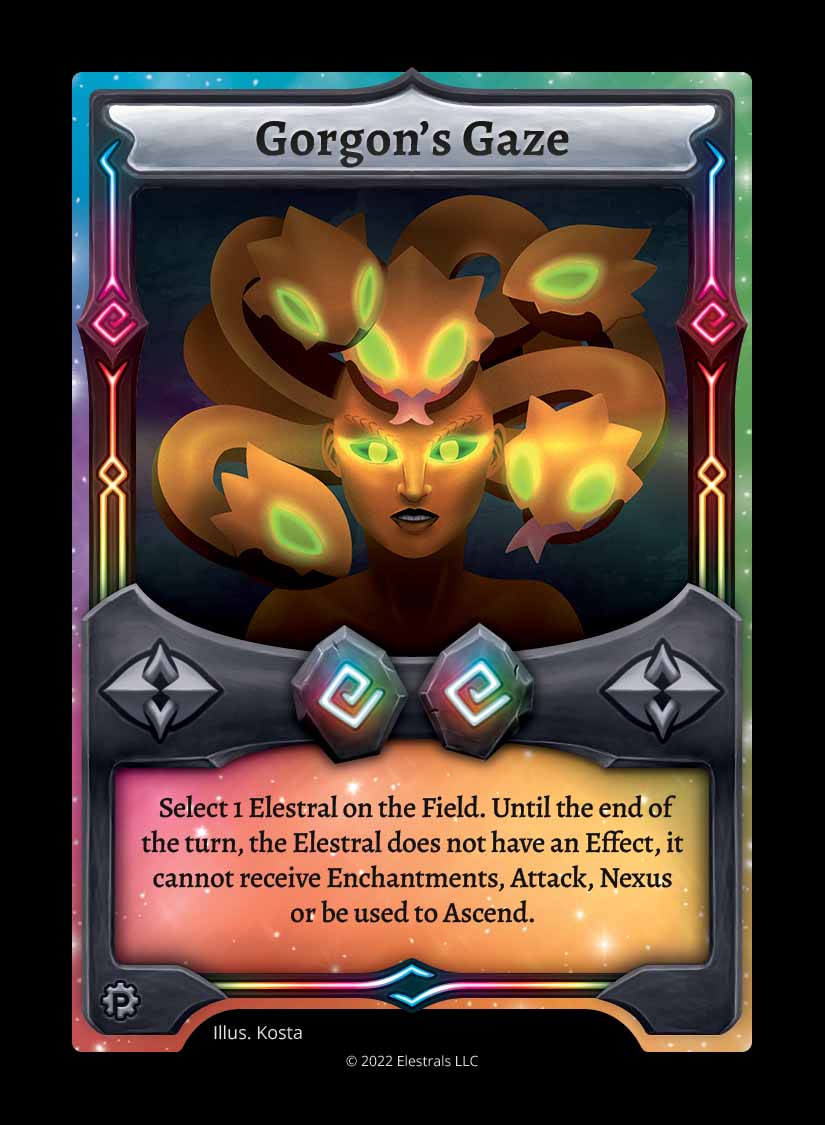 Gorgon’s Gaze
Select 1 Elestral on the Field. Until the end of
the turn, the Elestral does not have an Effect, it
cannot receive Enchantments, Attack, Nexus
or be used to Ascend.
P
Illus. Kosta
© 2022 Elestrals LLC